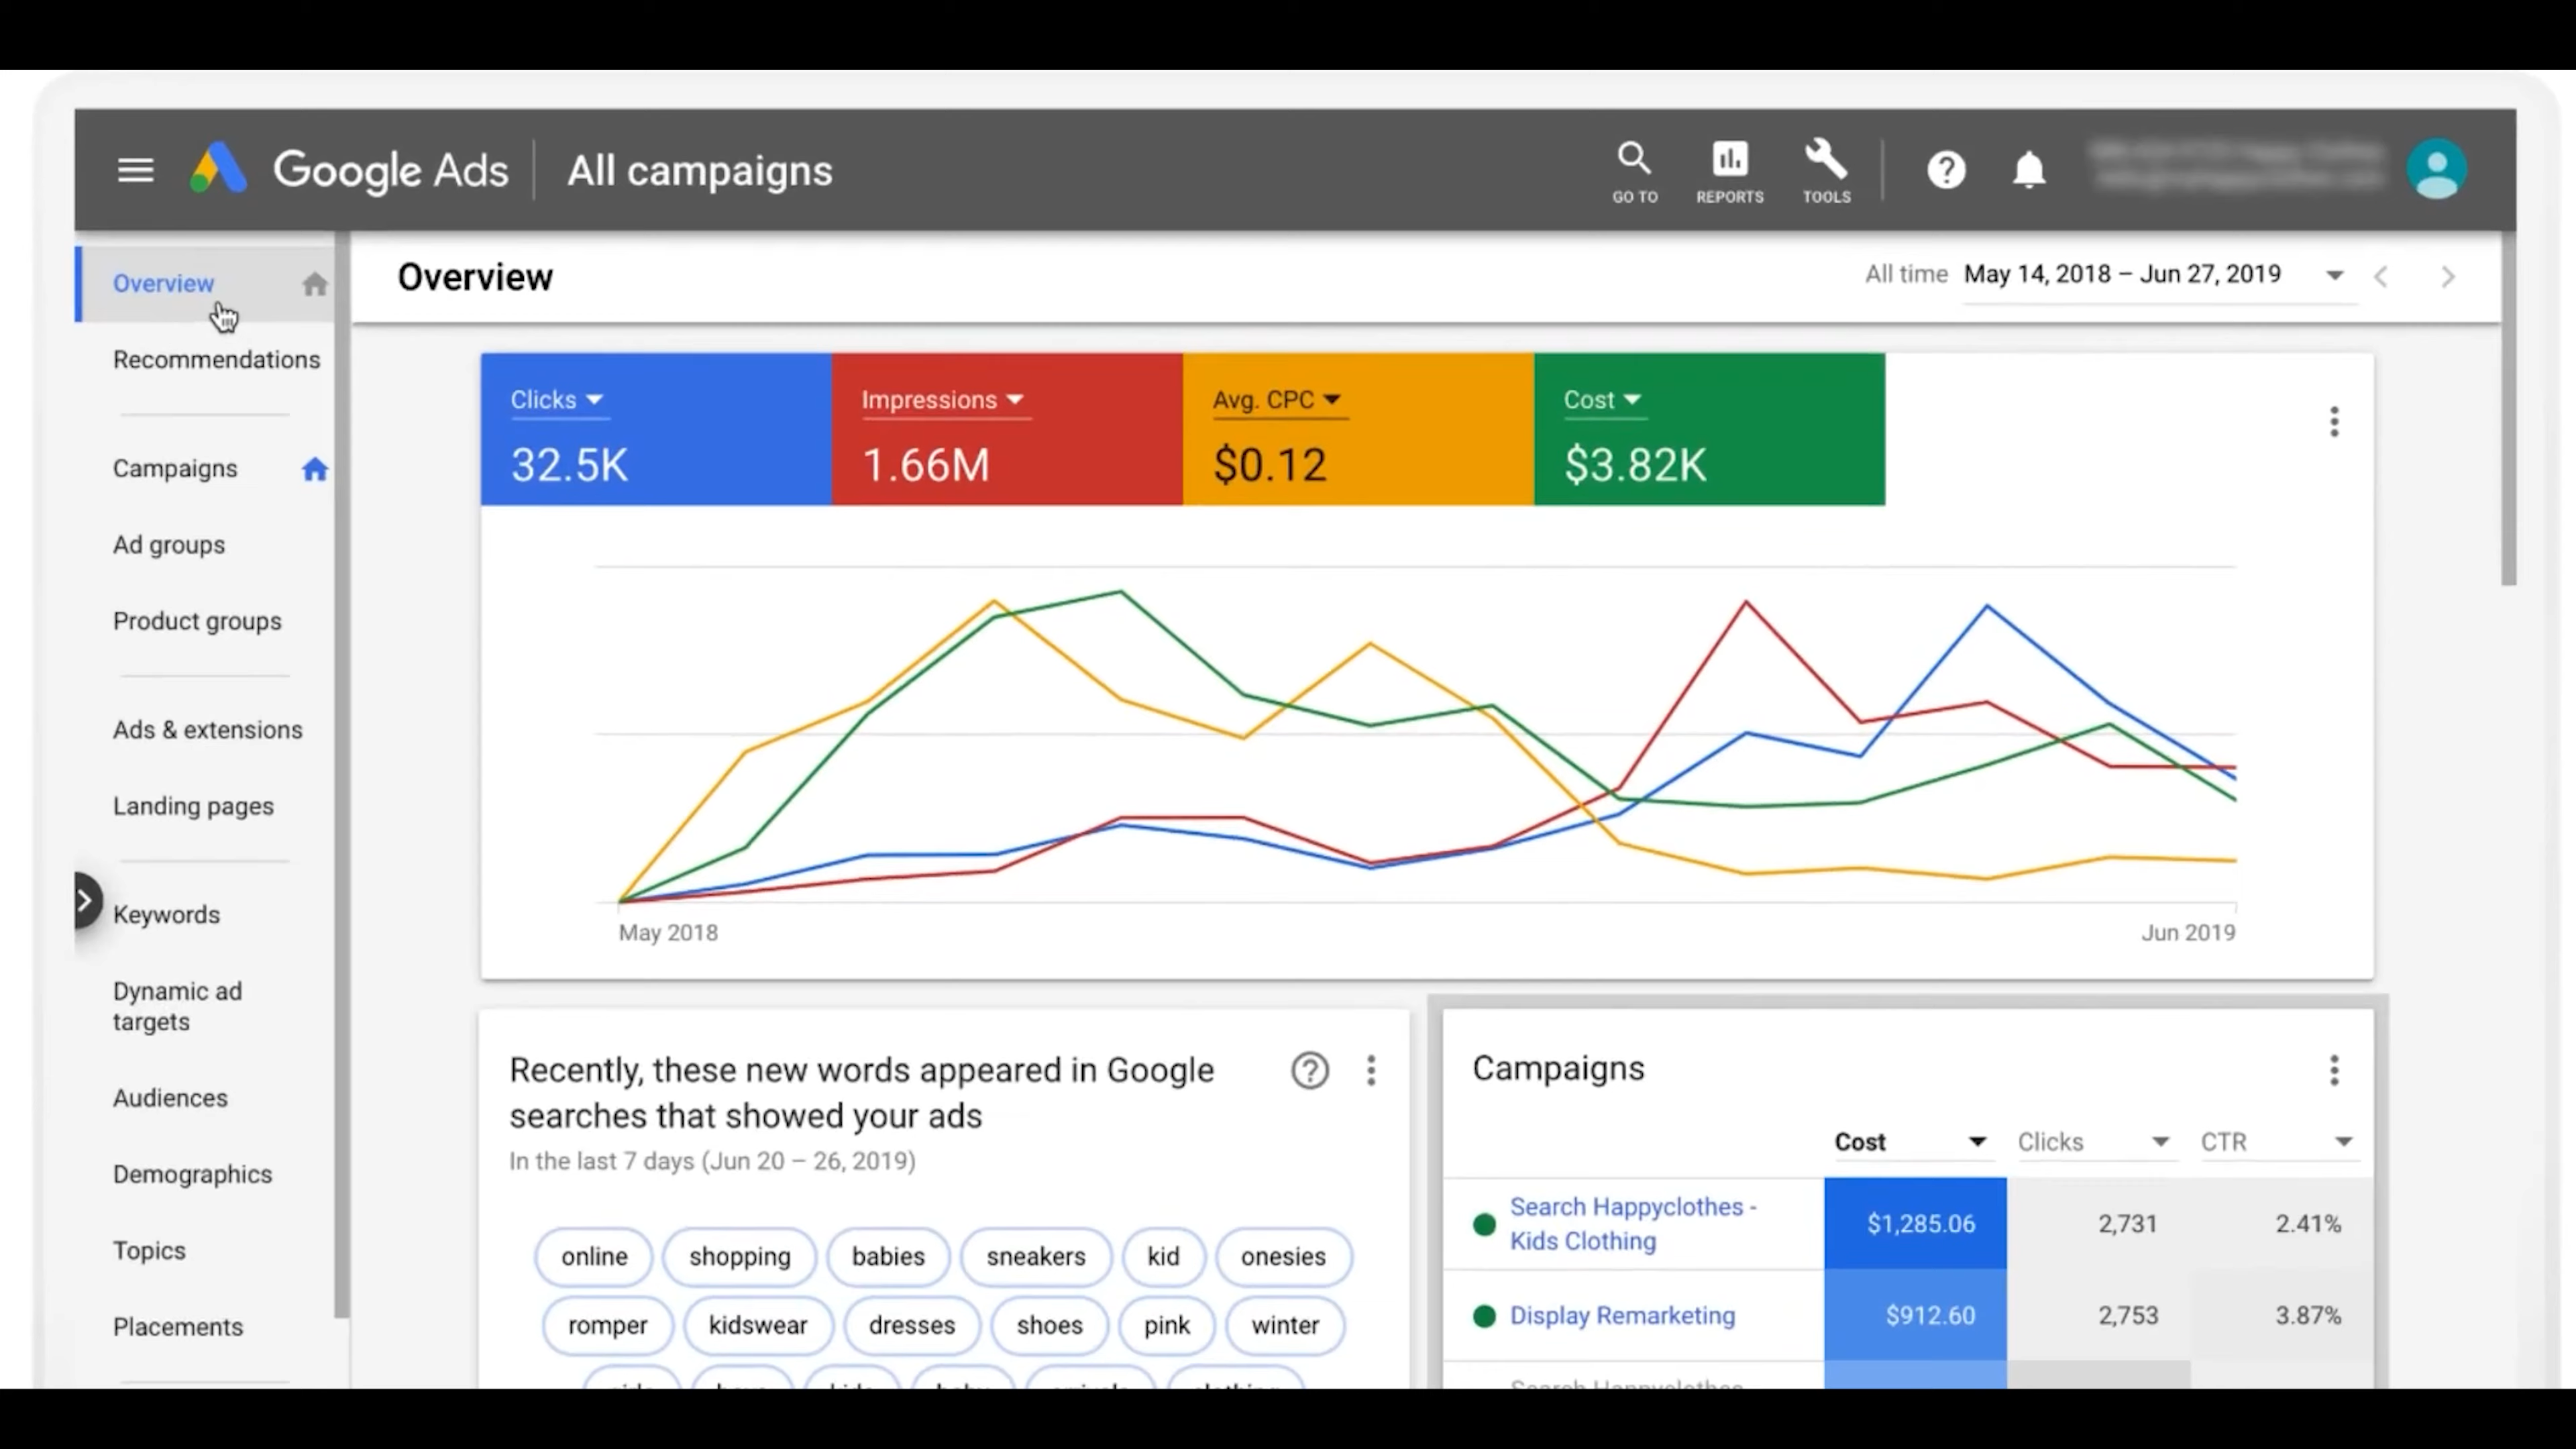 Google Ads
All campaigns
GO TO
REPORTS
TOOLS
Overview
Recommendations
Campaigns
Ad groups
Product groups
Ads & extensions
Landing pages
Keywords
Dynamic ad
targets
Audiences
Demographics
Topics
Placements
Overview
All time May 14, 2018 – Jun 27, 2019
Clicks
32.5K
Impressions
1.66M
Avg. CPC
$0.12
Cost
$3.82K
May 2018
Jun 2019
Recently, these new words appeared in Google
searches that showed your ads
In the last 7 days (Jun 20 – 26, 2019)
online shopping babies sneakers kid onesies
romper kidswear dresses shoes pink winter
Campaigns
Cost Clicks CTR
Search Happyclothes -
Kids Clothing
$1,285.06 2,731 2.41%
Display Remarketing $912.60 2,753 3.87%
Search Happyclothes